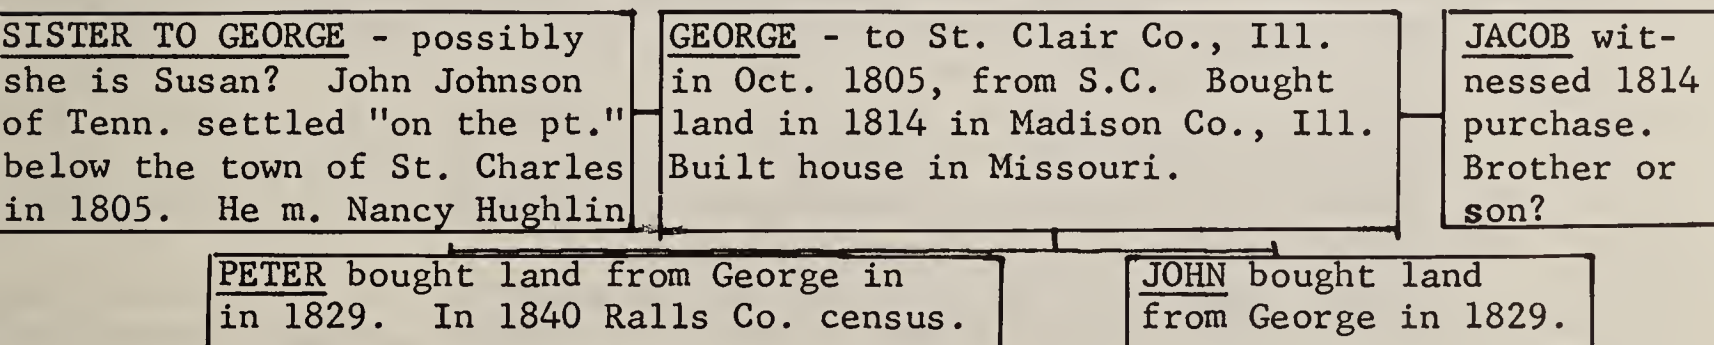 SISTER TO GEORGE - possibly
she is Susan? John Johnson
of Tenn. settled "on the pt."
below the town of St. Charles
in 1805. He m. Nancy Hughlin
GEORGE - to St. Clair Co., Ill.
in Oct. 1805, from S.C. Bought
land in 1814 in Madison Co., Ill.
Built house in Missouri.
JACOB wit-
nessed 1814
purchase.
Brother or
son?
PETER bought land from George in
in 1829. In 1840 Ralls Co. census.
JOHN bought land
from George in 1829.